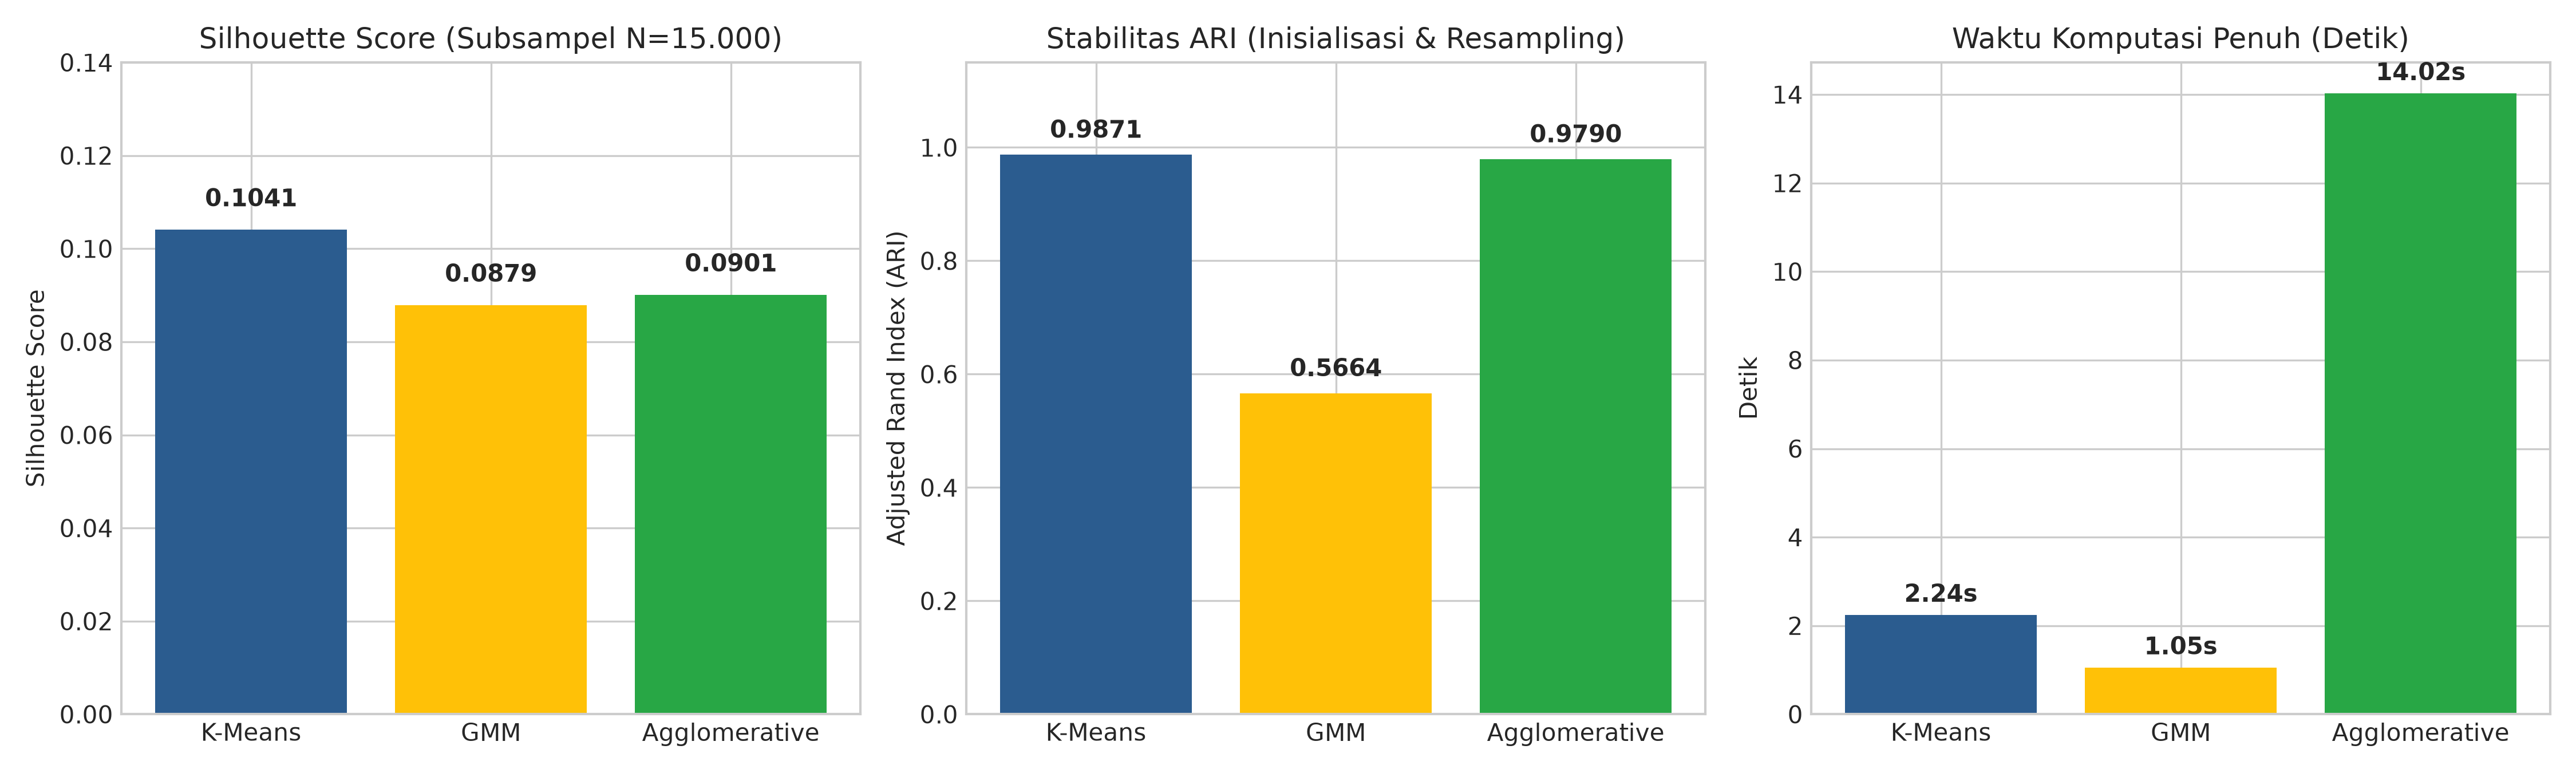 Silhouette Score (Subsampel N=15.000)
Silhouette Score
0.14
0.12
0.10
0.08
0.06
0.04
0.02
0.00
0.1041
0.0879
0.0901
K-Means
GMM
Agglomerative
Stabilitas ARI (Inisialisasi & Resampling)
Adjusted Rand Index (ARI)
1.0
0.8
0.6
0.4
0.2
0.0
0.9871
0.5664
0.9790
K-Means
GMM
Agglomerative
Waktu Komputasi Penuh (Detik)
Detik
14
12
10
8
6
4
2
0
2.24s
1.05s
14.02s
K-Means
GMM
Agglomerative